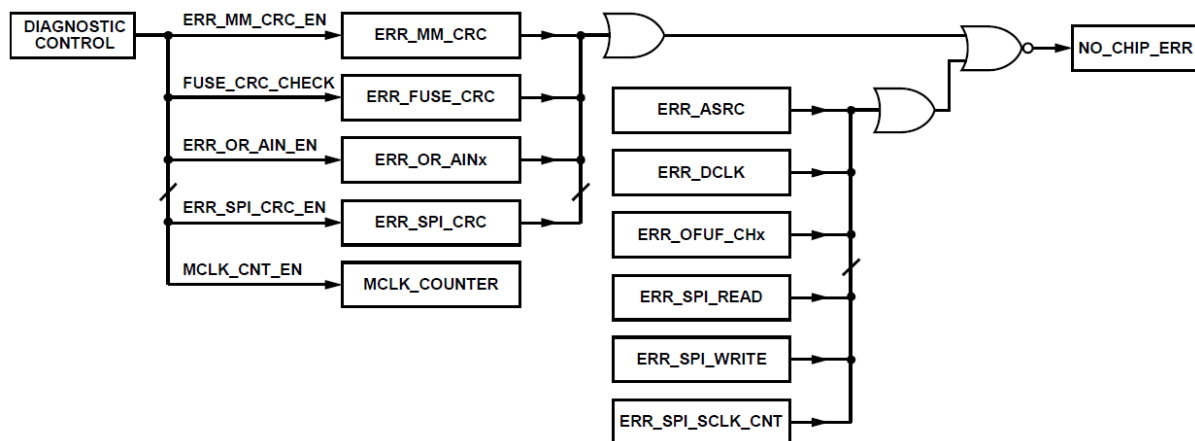 DIAGNOSTIC
CONTROL
ERR_MM_CRC_EN
ERR_MM_CRC
FUSE_CRC_CHECK
ERR_FUSE_CRC
ERR_OR_AIN_EN
ERR_OR_AINx
ERR_SPI_CRC_EN
ERR_SPI_CRC
MCLK_CNT_EN
MCLK_COUNTER
ERR_ASRC
ERR_DCLK
ERR_OFUF_CHx
ERR_SPI_READ
ERR_SPI_WRITE
ERR_SPI_SCLK_CNT
NO_CHIP_ERR